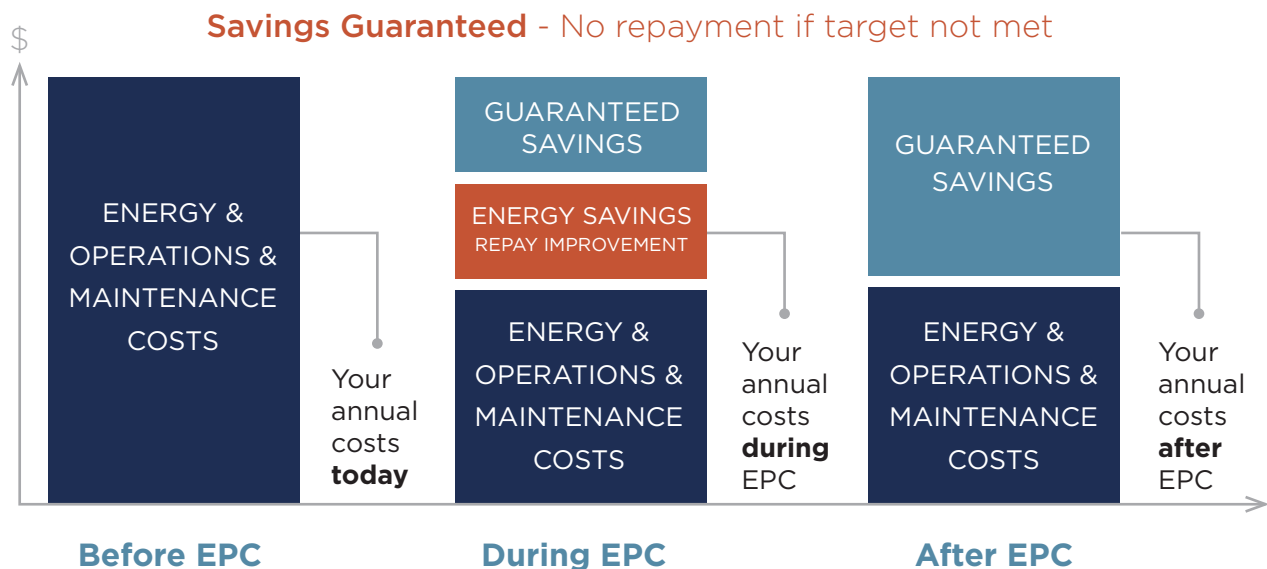 Savings Guaranteed - No repayment if target not met
$
ENERGY &
OPERATIONS &
MAINTENANCE
COSTS
Your
annual
costs
today
GUARANTEED
SAVINGS
ENERGY SAVINGS
REPAY IMPROVEMENT
ENERGY &
OPERATIONS &
MAINTENANCE
COSTS
Your
annual
costs
during
EPC
GUARANTEED
SAVINGS
ENERGY &
OPERATIONS &
MAINTENANCE
COSTS
Your
annual
costs
after
EPC
Before EPC
During EPC
After EPC